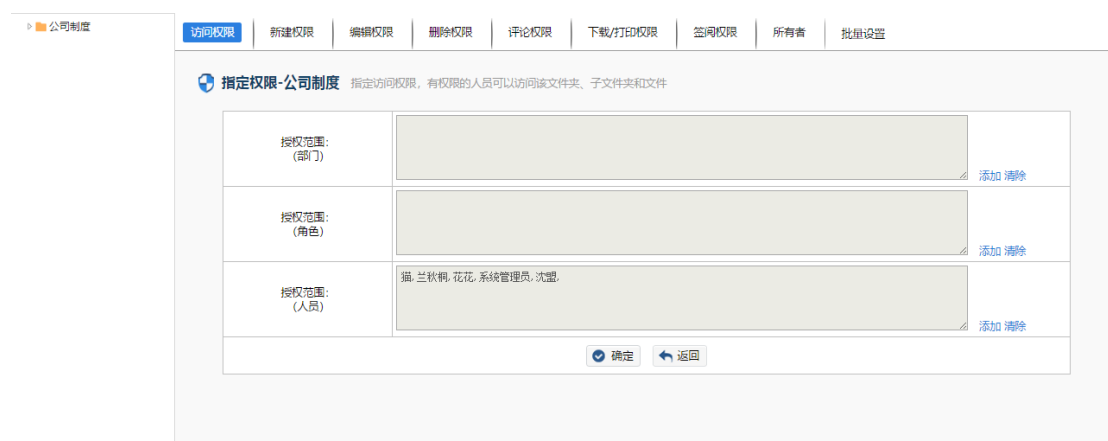 公司制度
访问权限 新建权限 编辑权限 删除权限 评论权限 下载/打印权限 签阅权限 所有者 批量设置
指定权限-公司制度 指定访问权限，有权限的人员可以访问该文件夹、子文件夹和文件
授权范围:
(部门)
添加 清除
授权范围:
(角色)
添加 清除
授权范围:
(人员)
猫, 兰秋桐, 花花, 系统管理员, 沈盟,
添加 清除
确定 返回